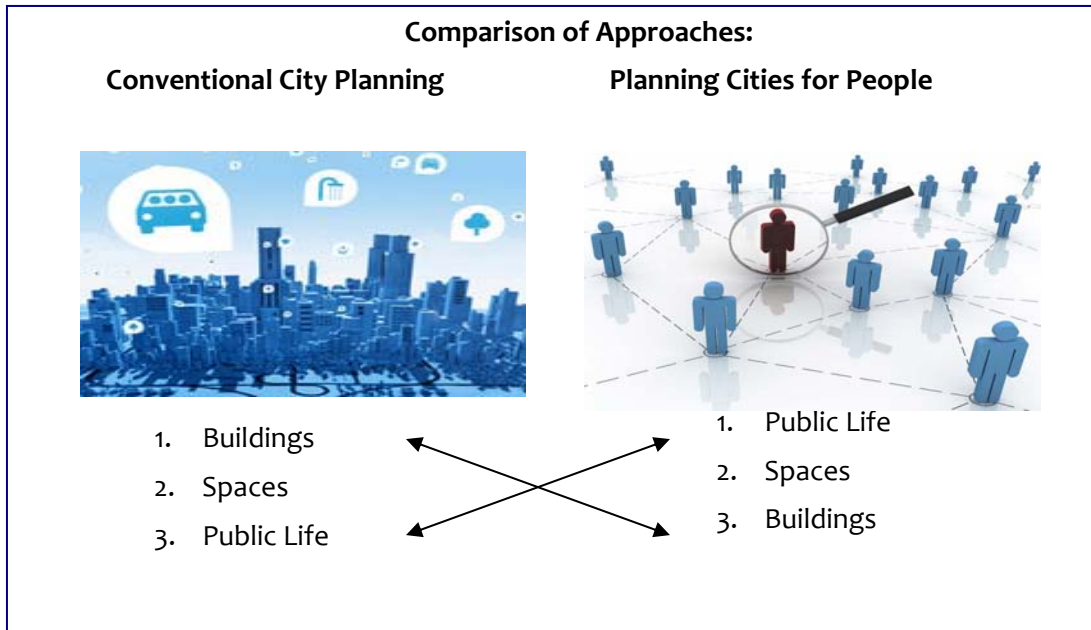 Comparison of Approaches:
Conventional City Planning
Planning Cities for People
1. Buildings
2. Spaces
3. Public Life
1. Public Life
2. Spaces
3. Buildings